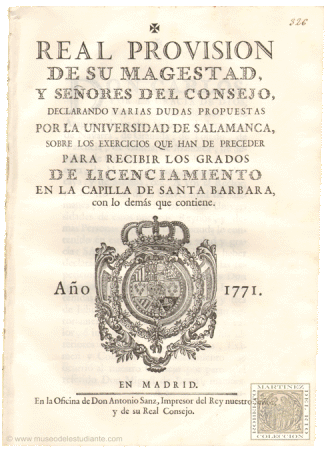 326
REAL PROVISION
DE SU MAGESTAD,
Y SEÑORES DEL CONSEJO,
DECLARANDO VARIAS DUDAS PROPUESTAS
POR LA UNIVERSIDAD DE SALAMANCA,
SOBRE LOS EXERCICIOS QUE HAN DE PRECEDER
PARA RECIBIR LOS GRADOS
DE LICENCIAMIENTO
EN LA CAPILLA DE SANTA BARBARA,
con lo demás que contiene.
Año 1771.
EN MADRID.
En la Oficina de Don Antonio Sanz, Impresor del Rey nuestro
y de su Real Consejo.
MARTINEZ
COLECCION
© www.museodelestudiante.com